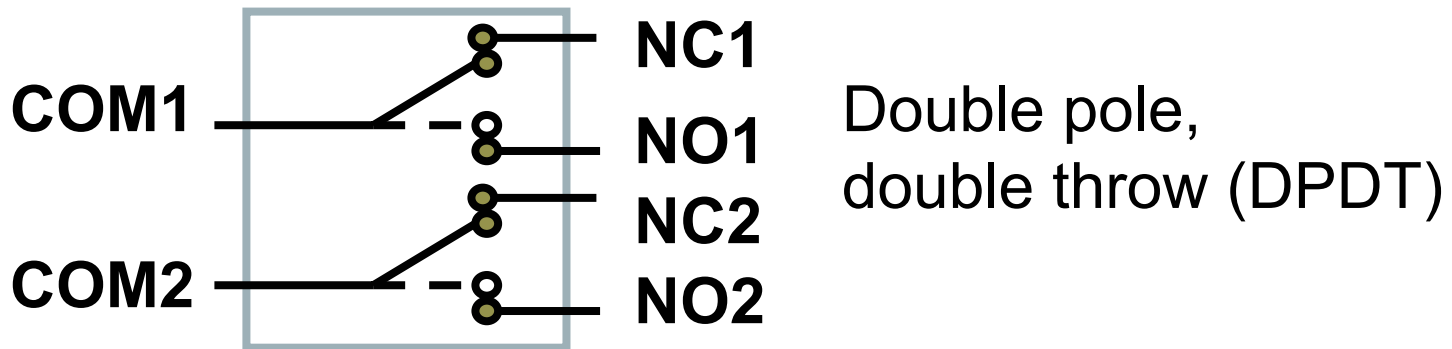 NC1
COM1
NO1
NC2
COM2
NO2
Double pole,
double throw (DPDT)